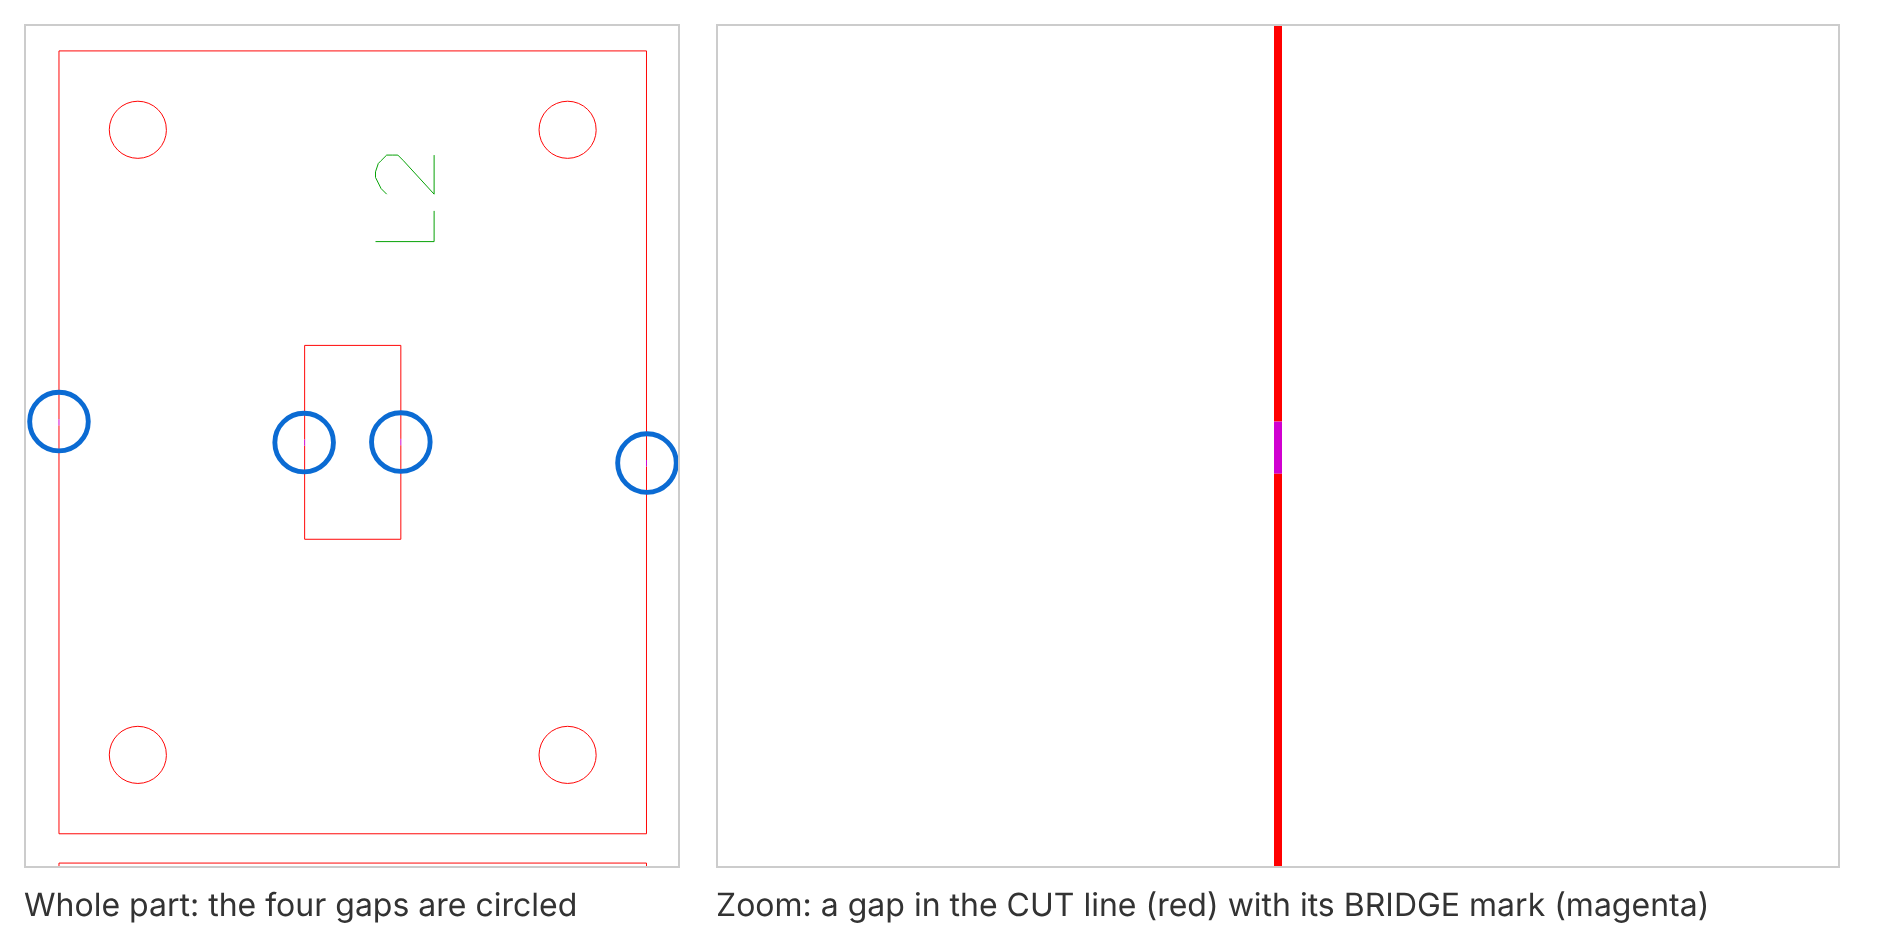 L2
Whole part: the four gaps are circled
Zoom: a gap in the CUT line (red) with its BRIDGE mark (magenta)